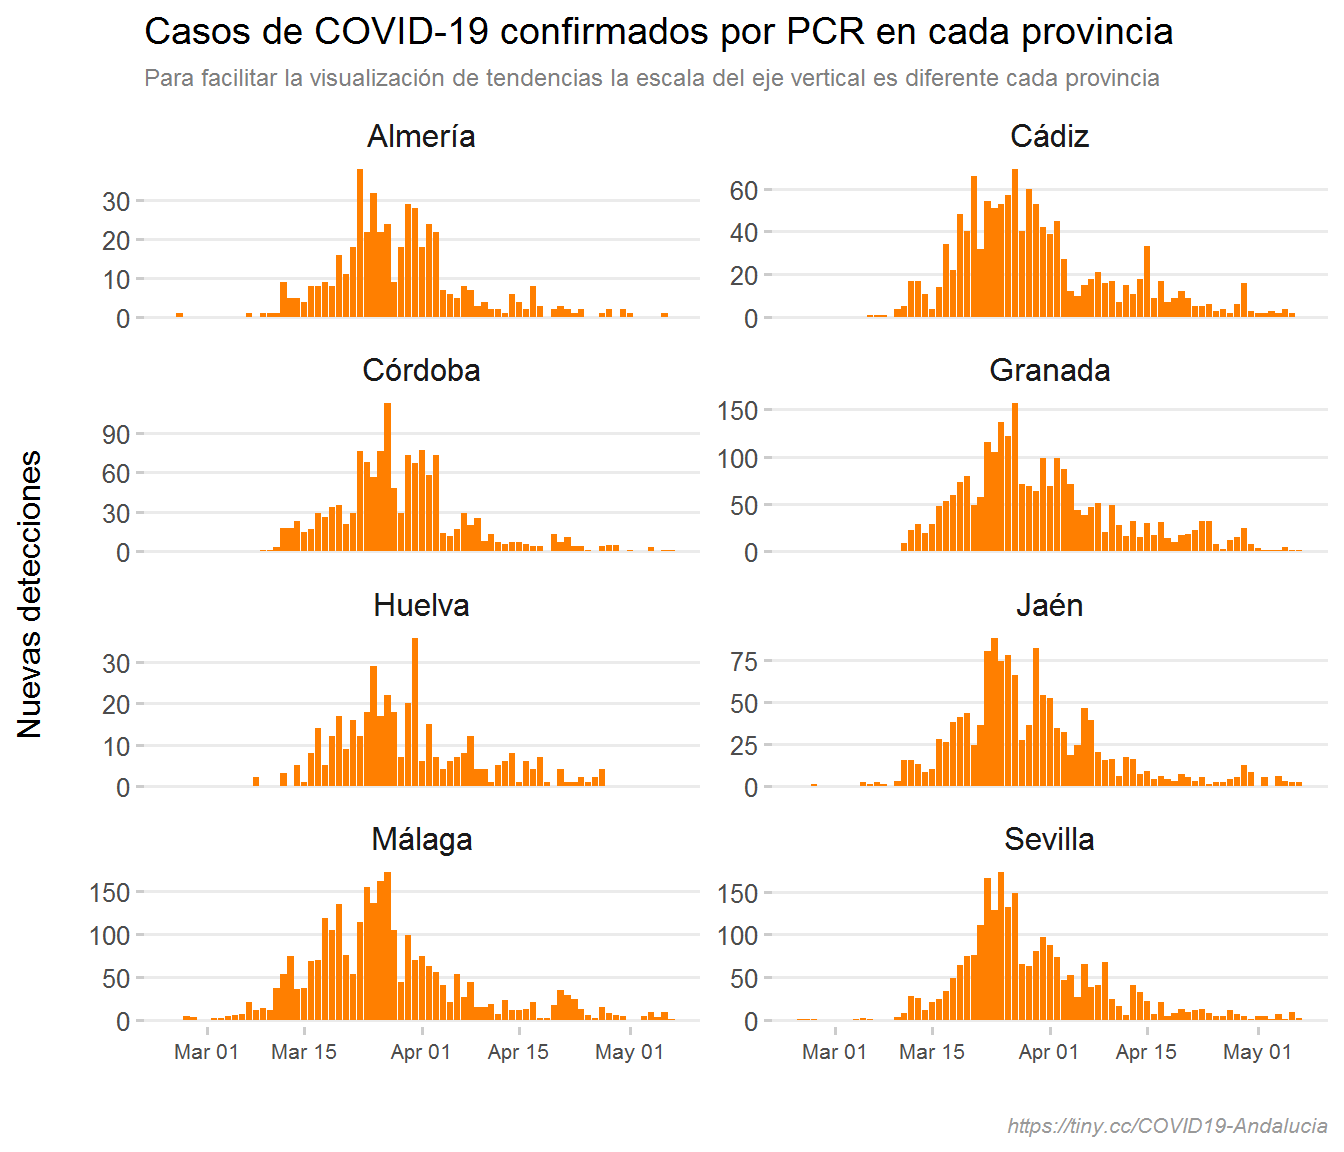 Casos de COVID-19 confirmados por PCR en cada provincia
Para facilitar la visualización de tendencias la escala del eje vertical es diferente cada provincia
Nuevas detecciones
Almería
30
20
10
0
Cádiz
60
40
20
0
Córdoba
90
60
30
0
Granada
150
100
50
0
Huelva
30
20
10
0
Jaén
75
50
25
0
Málaga
150
100
50
0
Sevilla
150
100
50
0
Mar 01 Mar 15 Apr 01 Apr 15 May 01
Mar 01 Mar 15 Apr 01 Apr 15 May 01
https://tiny.cc/COVID19-Andalucia